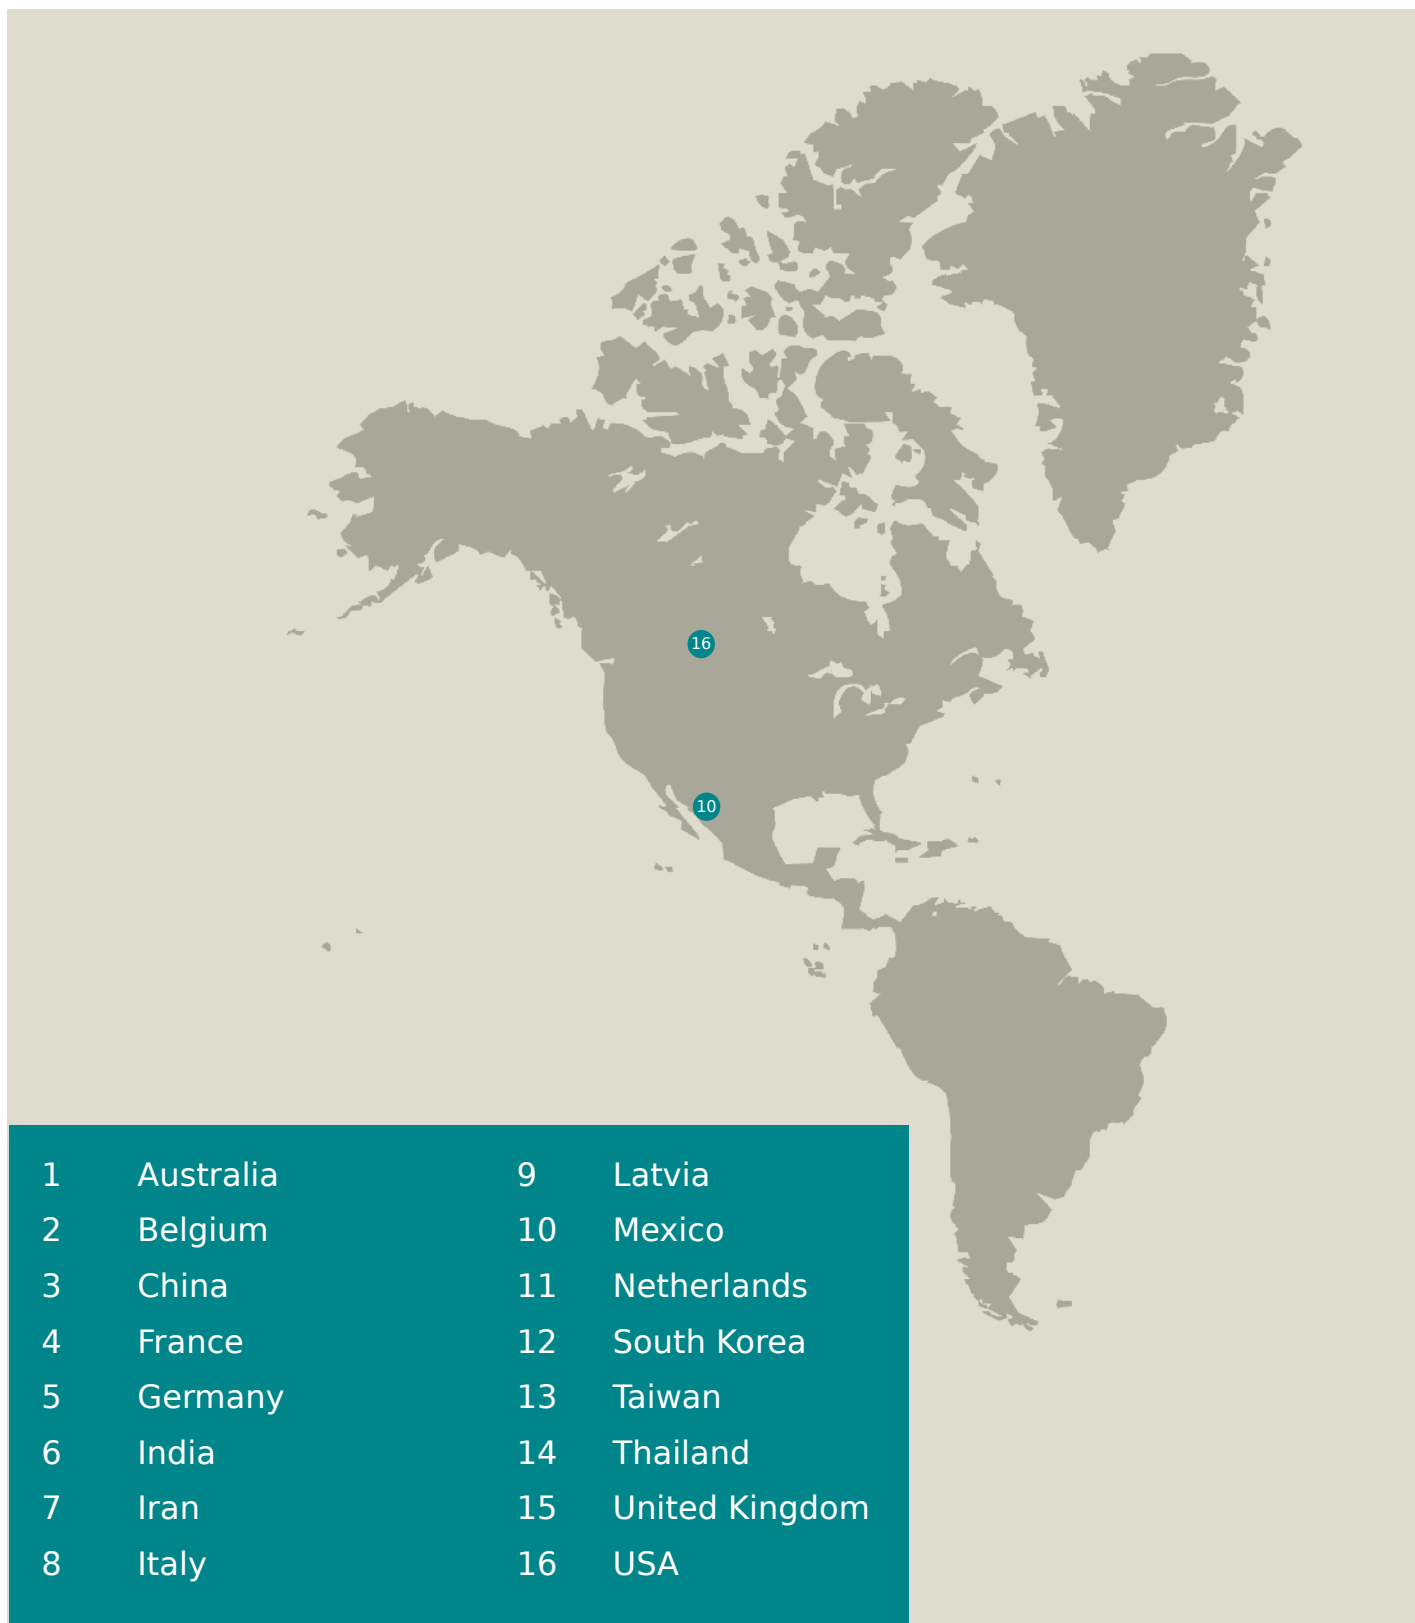 16
10
1 Australia
2 Belgium
3 China
4 France
5 Germany
6 India
7 Iran
8 Italy
9 Latvia
10 Mexico
11 Netherlands
12 South Korea
13 Taiwan
14 Thailand
15 United Kingdom
16 USA